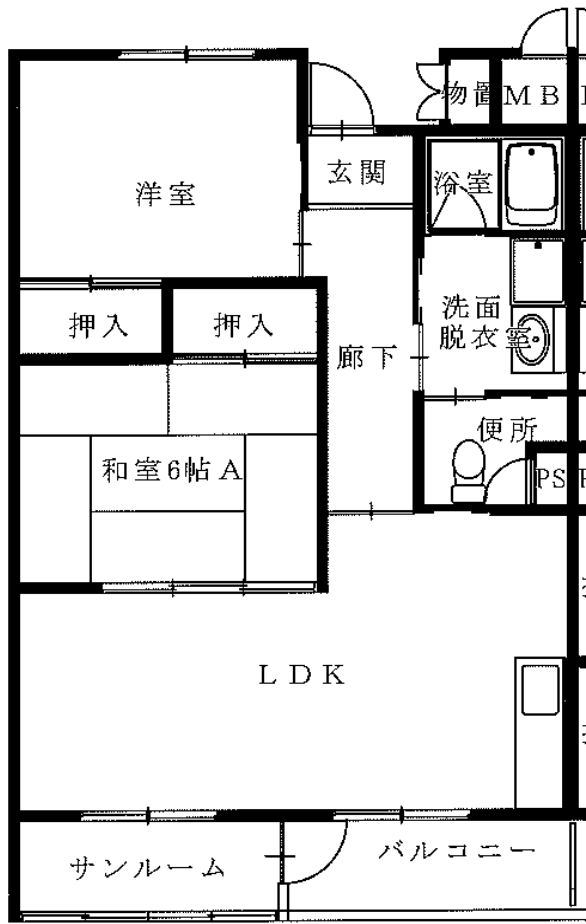 物置
MB
玄関
浴室
洋室
洗面
脱衣室
押入
押入
廊下
便所
和室6帖A
PS
LDK
サンルーム
バルコニー